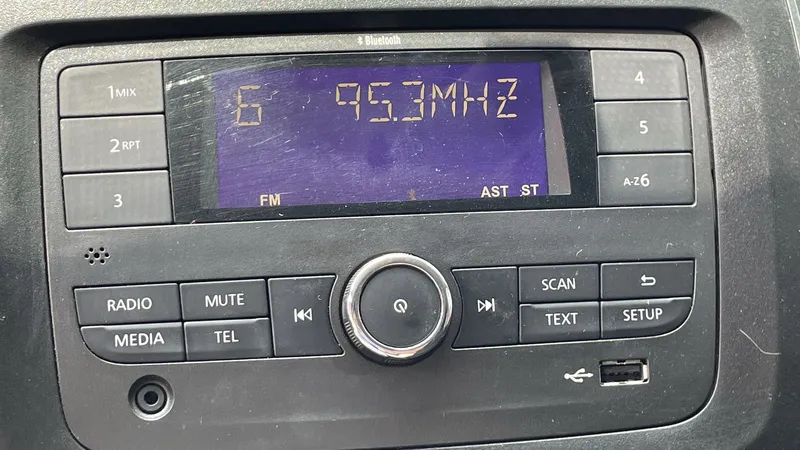 Bluetooth
1MIX
2RPT
3
6 95.3MHZ
FM AST ST
4
5
A-Z6
RADIO
MUTE
MEDIA
TEL
SCAN
TEXT
SETUP